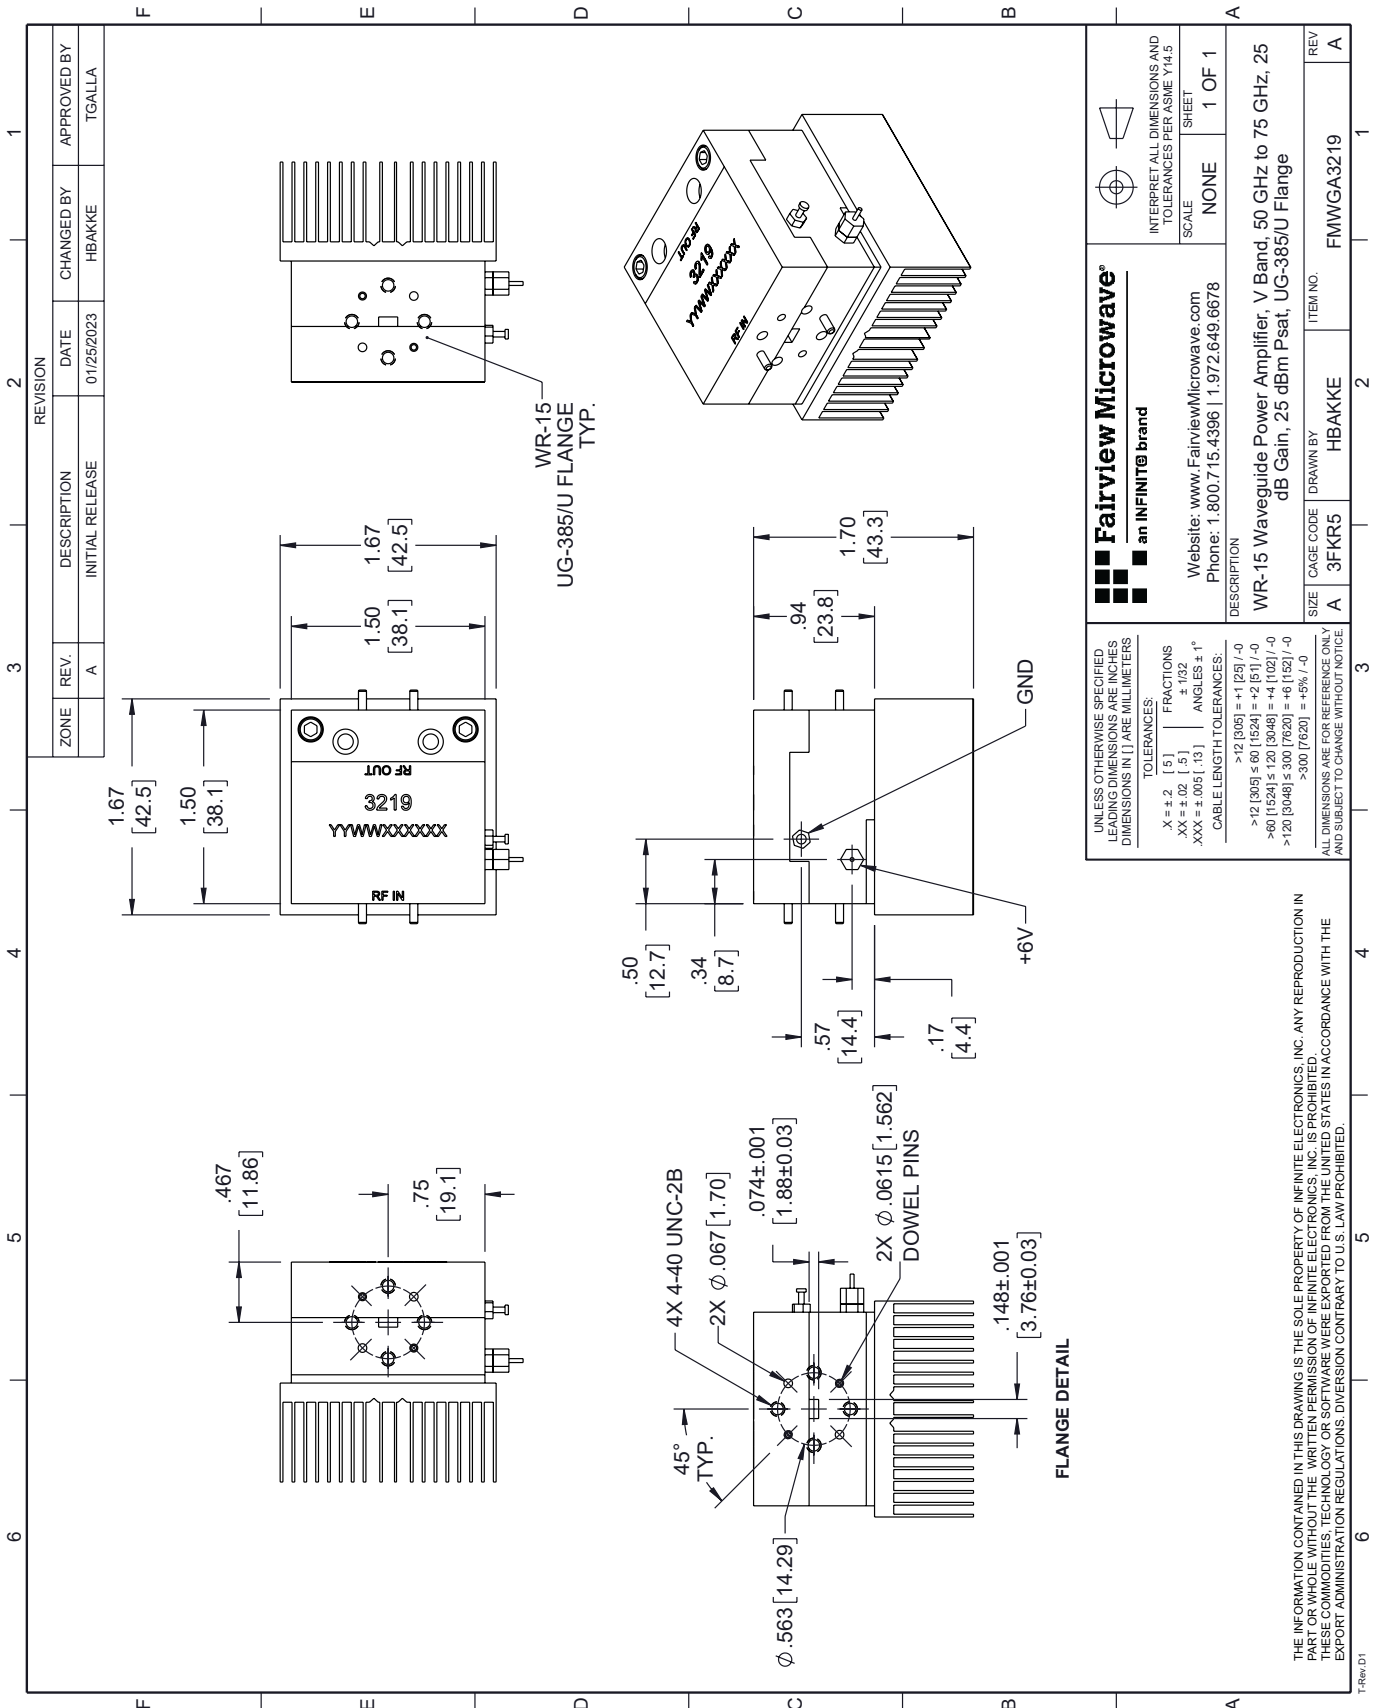 6
5
4
3
2
1
F
E
D
C
B
A
REVISION
ZONE
REV.
DESCRIPTION
DATE
CHANGED BY
APPROVED BY
A
INITIAL RELEASE
01/25/2023
HBAKKE
TGALLA
.467
[11.86]
.75
[19.1]
1.67
[42.5]
1.50
[38.1]
RF IN
YYWWXXXXXX
3219
RF OUT
1.50
[38.1]
1.67
[42.5]
WR-15
UG-385/U FLANGE
TYP.
45°
TYP.
4X 4-40 UNC-2B
2X Ø.067 [1.70]
.074±.001
[1.88±0.03]
Ø.563 [14.29]
2X Ø.0615 [1.562]
DOWEL PINS
.148±.001
[3.76±0.03]
FLANGE DETAIL
.50
[12.7]
.34
[8.7]
.57
[14.4]
.17
[4.4]
+6V
GND
.94
[23.8]
1.70
[43.3]
RF IN
YYWWXXXXXX
3219
RF OUT
THE INFORMATION CONTAINED IN THIS DRAWING IS THE SOLE PROPERTY OF INFINITE ELECTRONICS, INC. ANY REPRODUCTION IN
PART OR WHOLE WITHOUT THE WRITTEN PERMISSION OF INFINITE ELECTRONICS, INC. IS PROHIBITED.
THESE COMMODITIES, TECHNOLOGY OR SOFTWARE WERE EXPORTED FROM THE UNITED STATES IN ACCORDANCE WITH THE
EXPORT ADMINISTRATION REGULATIONS. DIVERSION CONTRARY TO U.S. LAW PROHIBITED.
UNLESS OTHERWISE SPECIFIED
LEADING DIMENSIONS ARE INCHES
DIMENSIONS IN [ ] ARE MILLIMETERS
TOLERANCES:
.X = ±.2 [ 5 ] FRACTIONS
.XX = ±.02 [ .5 ] ± 1/32
.XXX = ±.005 [ .13 ] ANGLES ± 1°
CABLE LENGTH TOLERANCES:
>12 [305] = +1 [25] / -0
>12 [305] ≤ 60 [1524] = +2 [51] / -0
>60 [1524] ≤ 120 [3048] = +4 [102] / -0
>120 [3048] ≤ 300 [7620] = +6 [152] / -0
>300 [7620] = +5% / -0
ALL DIMENSIONS ARE FOR REFERENCE ONLY
AND SUBJECT TO CHANGE WITHOUT NOTICE.
Fairview Microwave®
an INFINIT⊜ brand
Website: www.FairviewMicrowave.com
Phone: 1.800.715.4396 | 1.972.649.6678
INTERPRET ALL DIMENSIONS AND
TOLERANCES PER ASME Y14.5
SCALE
NONE
SHEET
1 OF 1
DESCRIPTION
WR-15 Waveguide Power Amplifier, V Band, 50 GHz to 75 GHz, 25
dB Gain, 25 dBm Psat, UG-385/U Flange
SIZE
A
CAGE CODE
3FKR5
DRAWN BY
HBAKKE
ITEM NO.
FMWGA3219
REV
A
F
E
D
C
B
A
T-Rev.D1
6
5
4
3
2
1